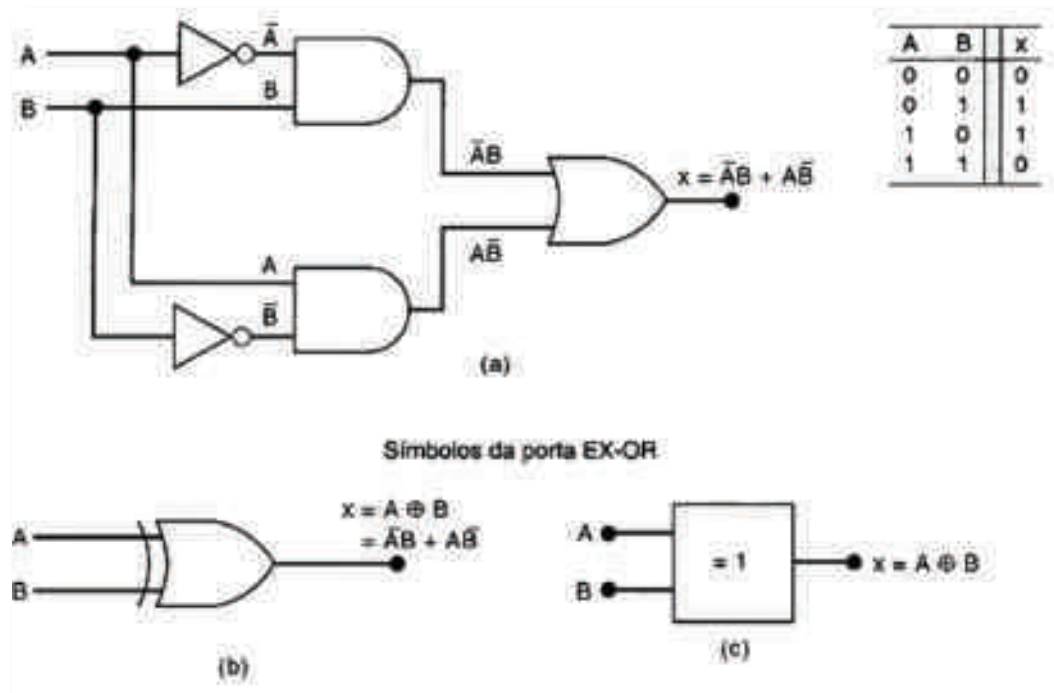 A
Ā
B
B
ĀB
x = ĀB + AB̄
AB̄
A
B̄
(a)
A B x
0 0 0
0 1 1
1 0 1
1 1 0
Símbolos da porta EX-OR
A
B
x = A ⊕ B
= ĀB + AB̄
(b)
A
B
= 1
x = A ⊕ B
(c)